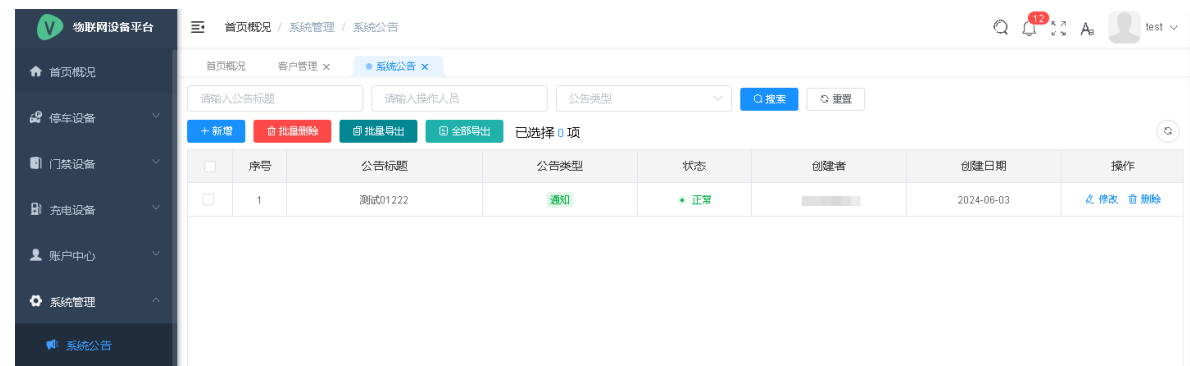 V 物联网设备平台
首页概况 / 系统管理 / 系统公告
12
Aa
test
首页概况
客户管理 ×
系统公告 ×
首页概况
停车设备
门禁设备
充电设备
账户中心
系统管理
系统公告
请输入公告标题 请输入操作人员 公告类型 搜索 重置
+ 新增 批量删除 批量导出 全部导出 已选择 0 项
序号 公告标题 公告类型 状态 创建者 创建日期 操作
1 测试01222 通知 正常 2024-06-03 修改 删除